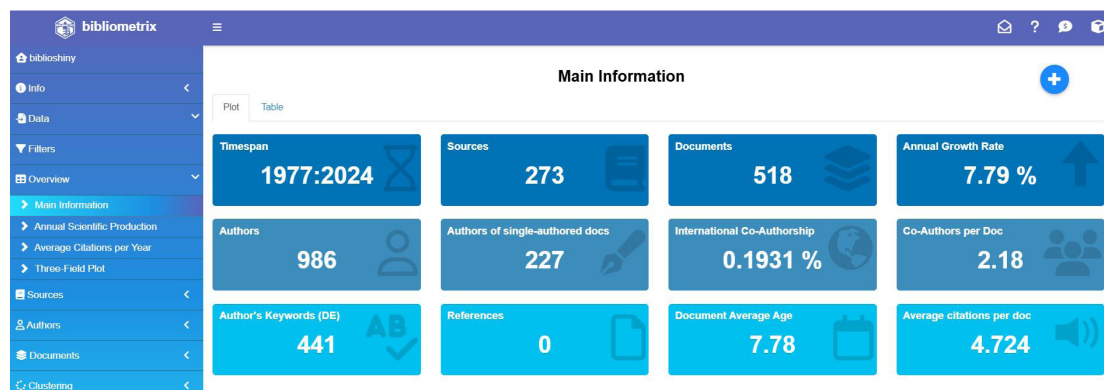 bibliometrix
?
biblioshiny
Info
Data
Filters
Overview
Main Information
Annual Scientific Production
Average Citations per Year
Three-Field Plot
Sources
Authors
Documents
Clustering
Main Information
Plot Table
Timespan
1977:2024
Sources
273
Documents
518
Annual Growth Rate
7.79 %
Authors
986
Authors of single-authored docs
227
International Co-Authorship
0.1931 %
Co-Authors per Doc
2.18
Author's Keywords (DE)
441
AB
References
0
Document Average Age
7.78
Average citations per doc
4.724